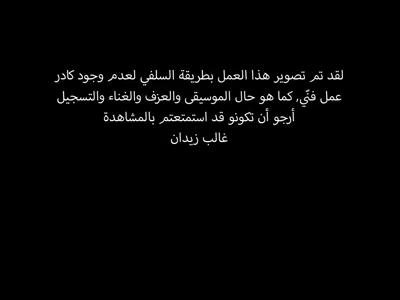 لقد تم تصوير هذا العمل بطريقة السلفي لعدم وجود كادر
عمل فنّي, كما هو حال الموسيقى والعزف والغناء والتسجيل
أرجو أن تكونو قد استمتعتم بالمشاهدة
غالب زيدان